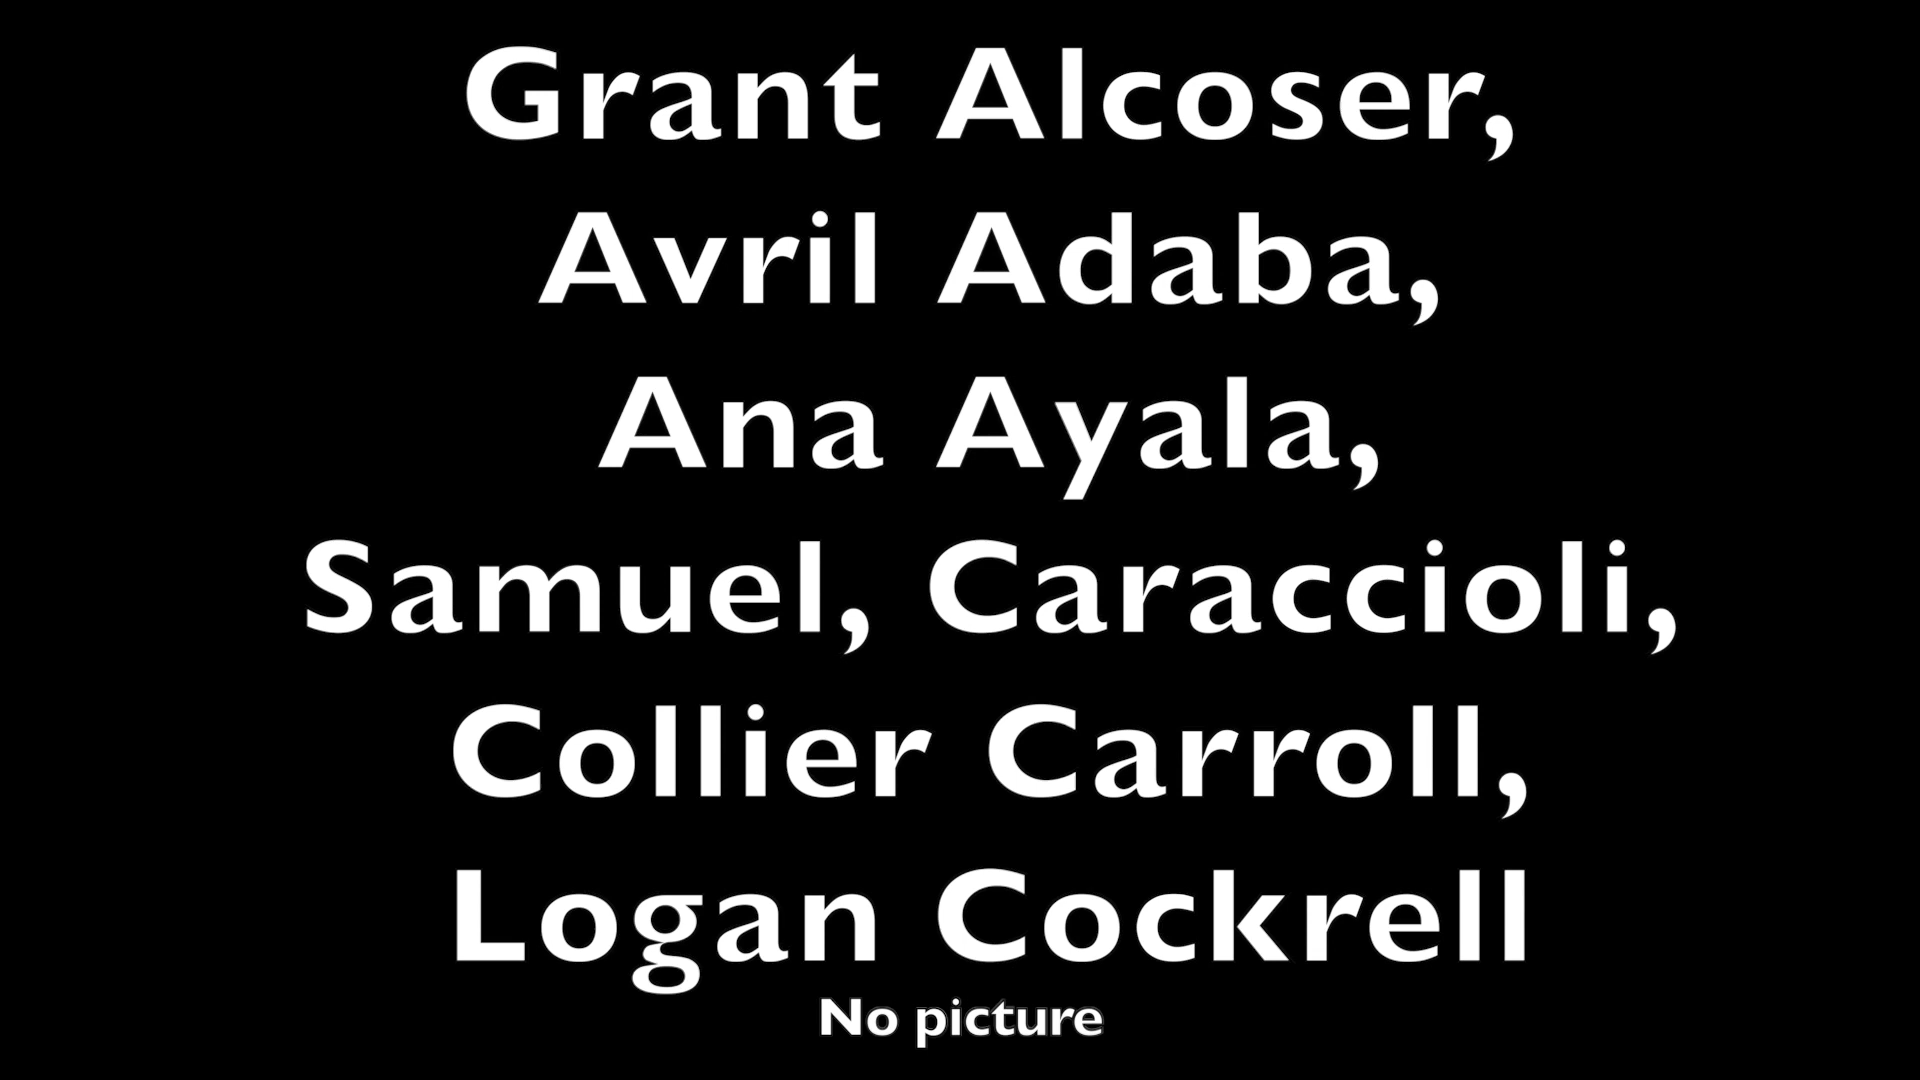 Grant Alcoser,
Avril Adaba,
Ana Ayala,
Samuel, Caraccioli,
Collier Carroll,
Logan Cockrell
No picture